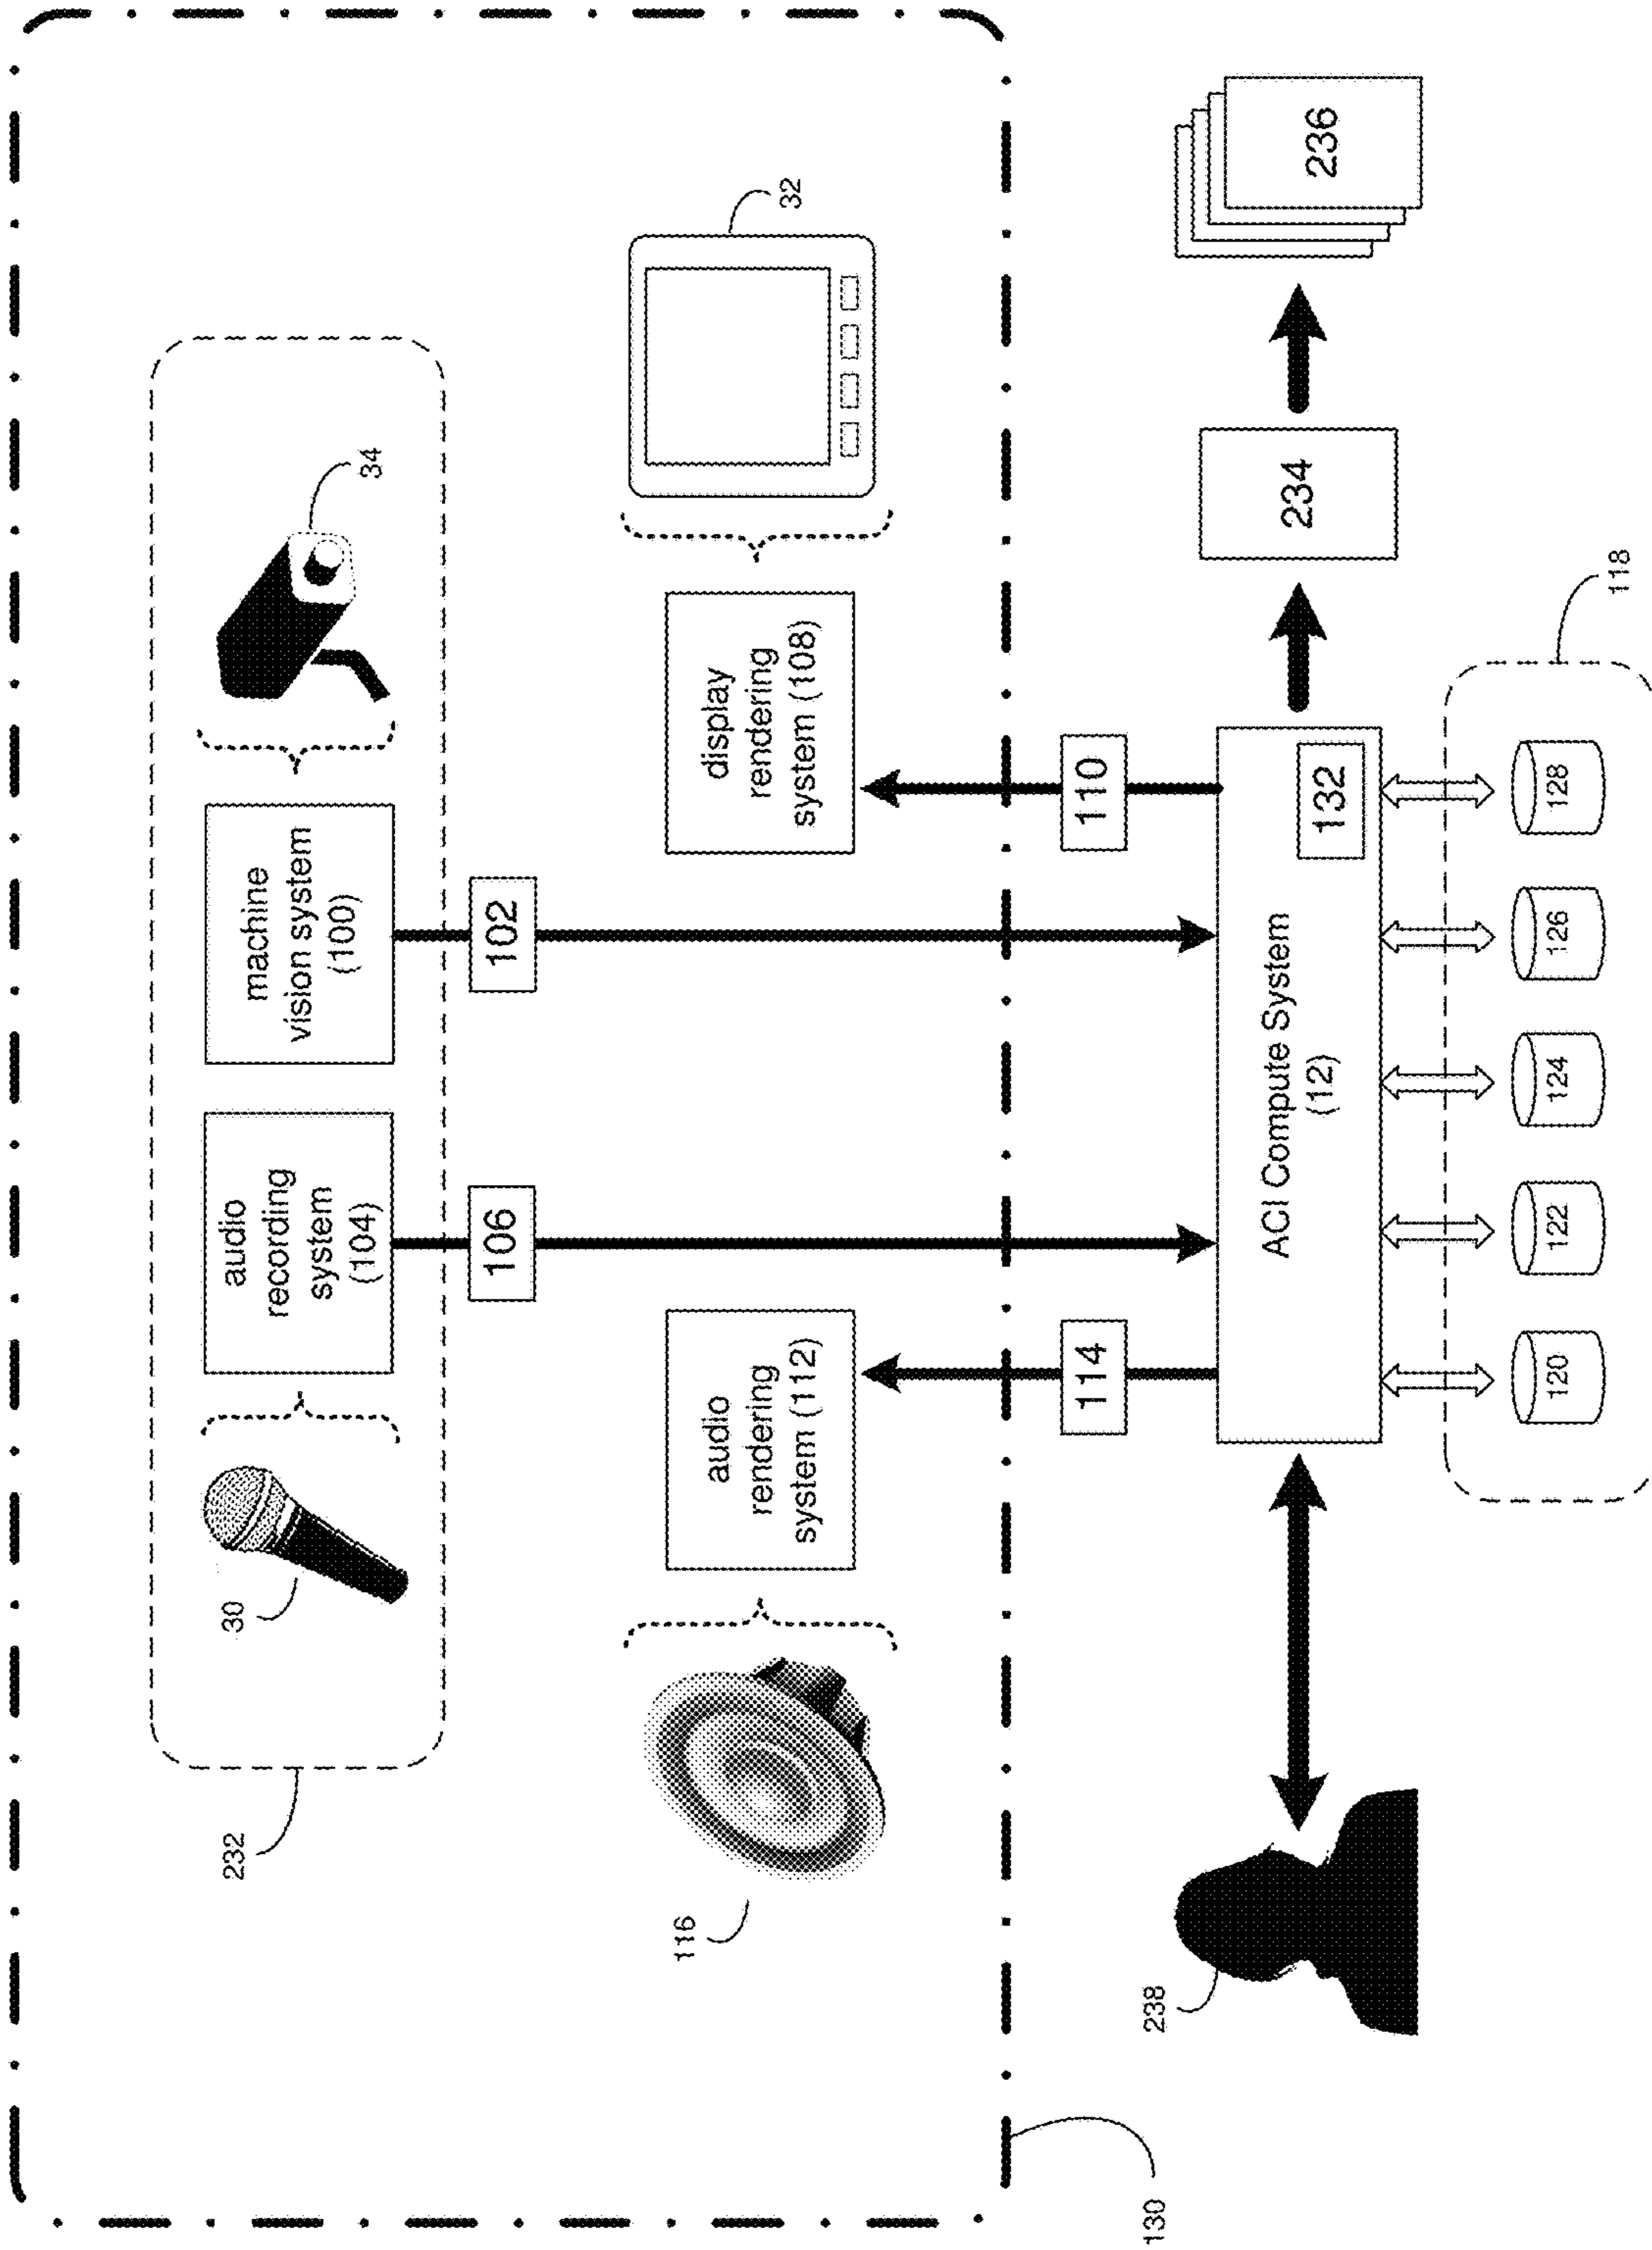 232
30
audio
recording
system
(104)
machine
vision system
(100)
34
106
102
116
audio
rendering
system (112)
display
rendering
system (108)
32
114
110
130
238
ACI Compute System
(12)
132
234
236
120
122
124
126
128
118